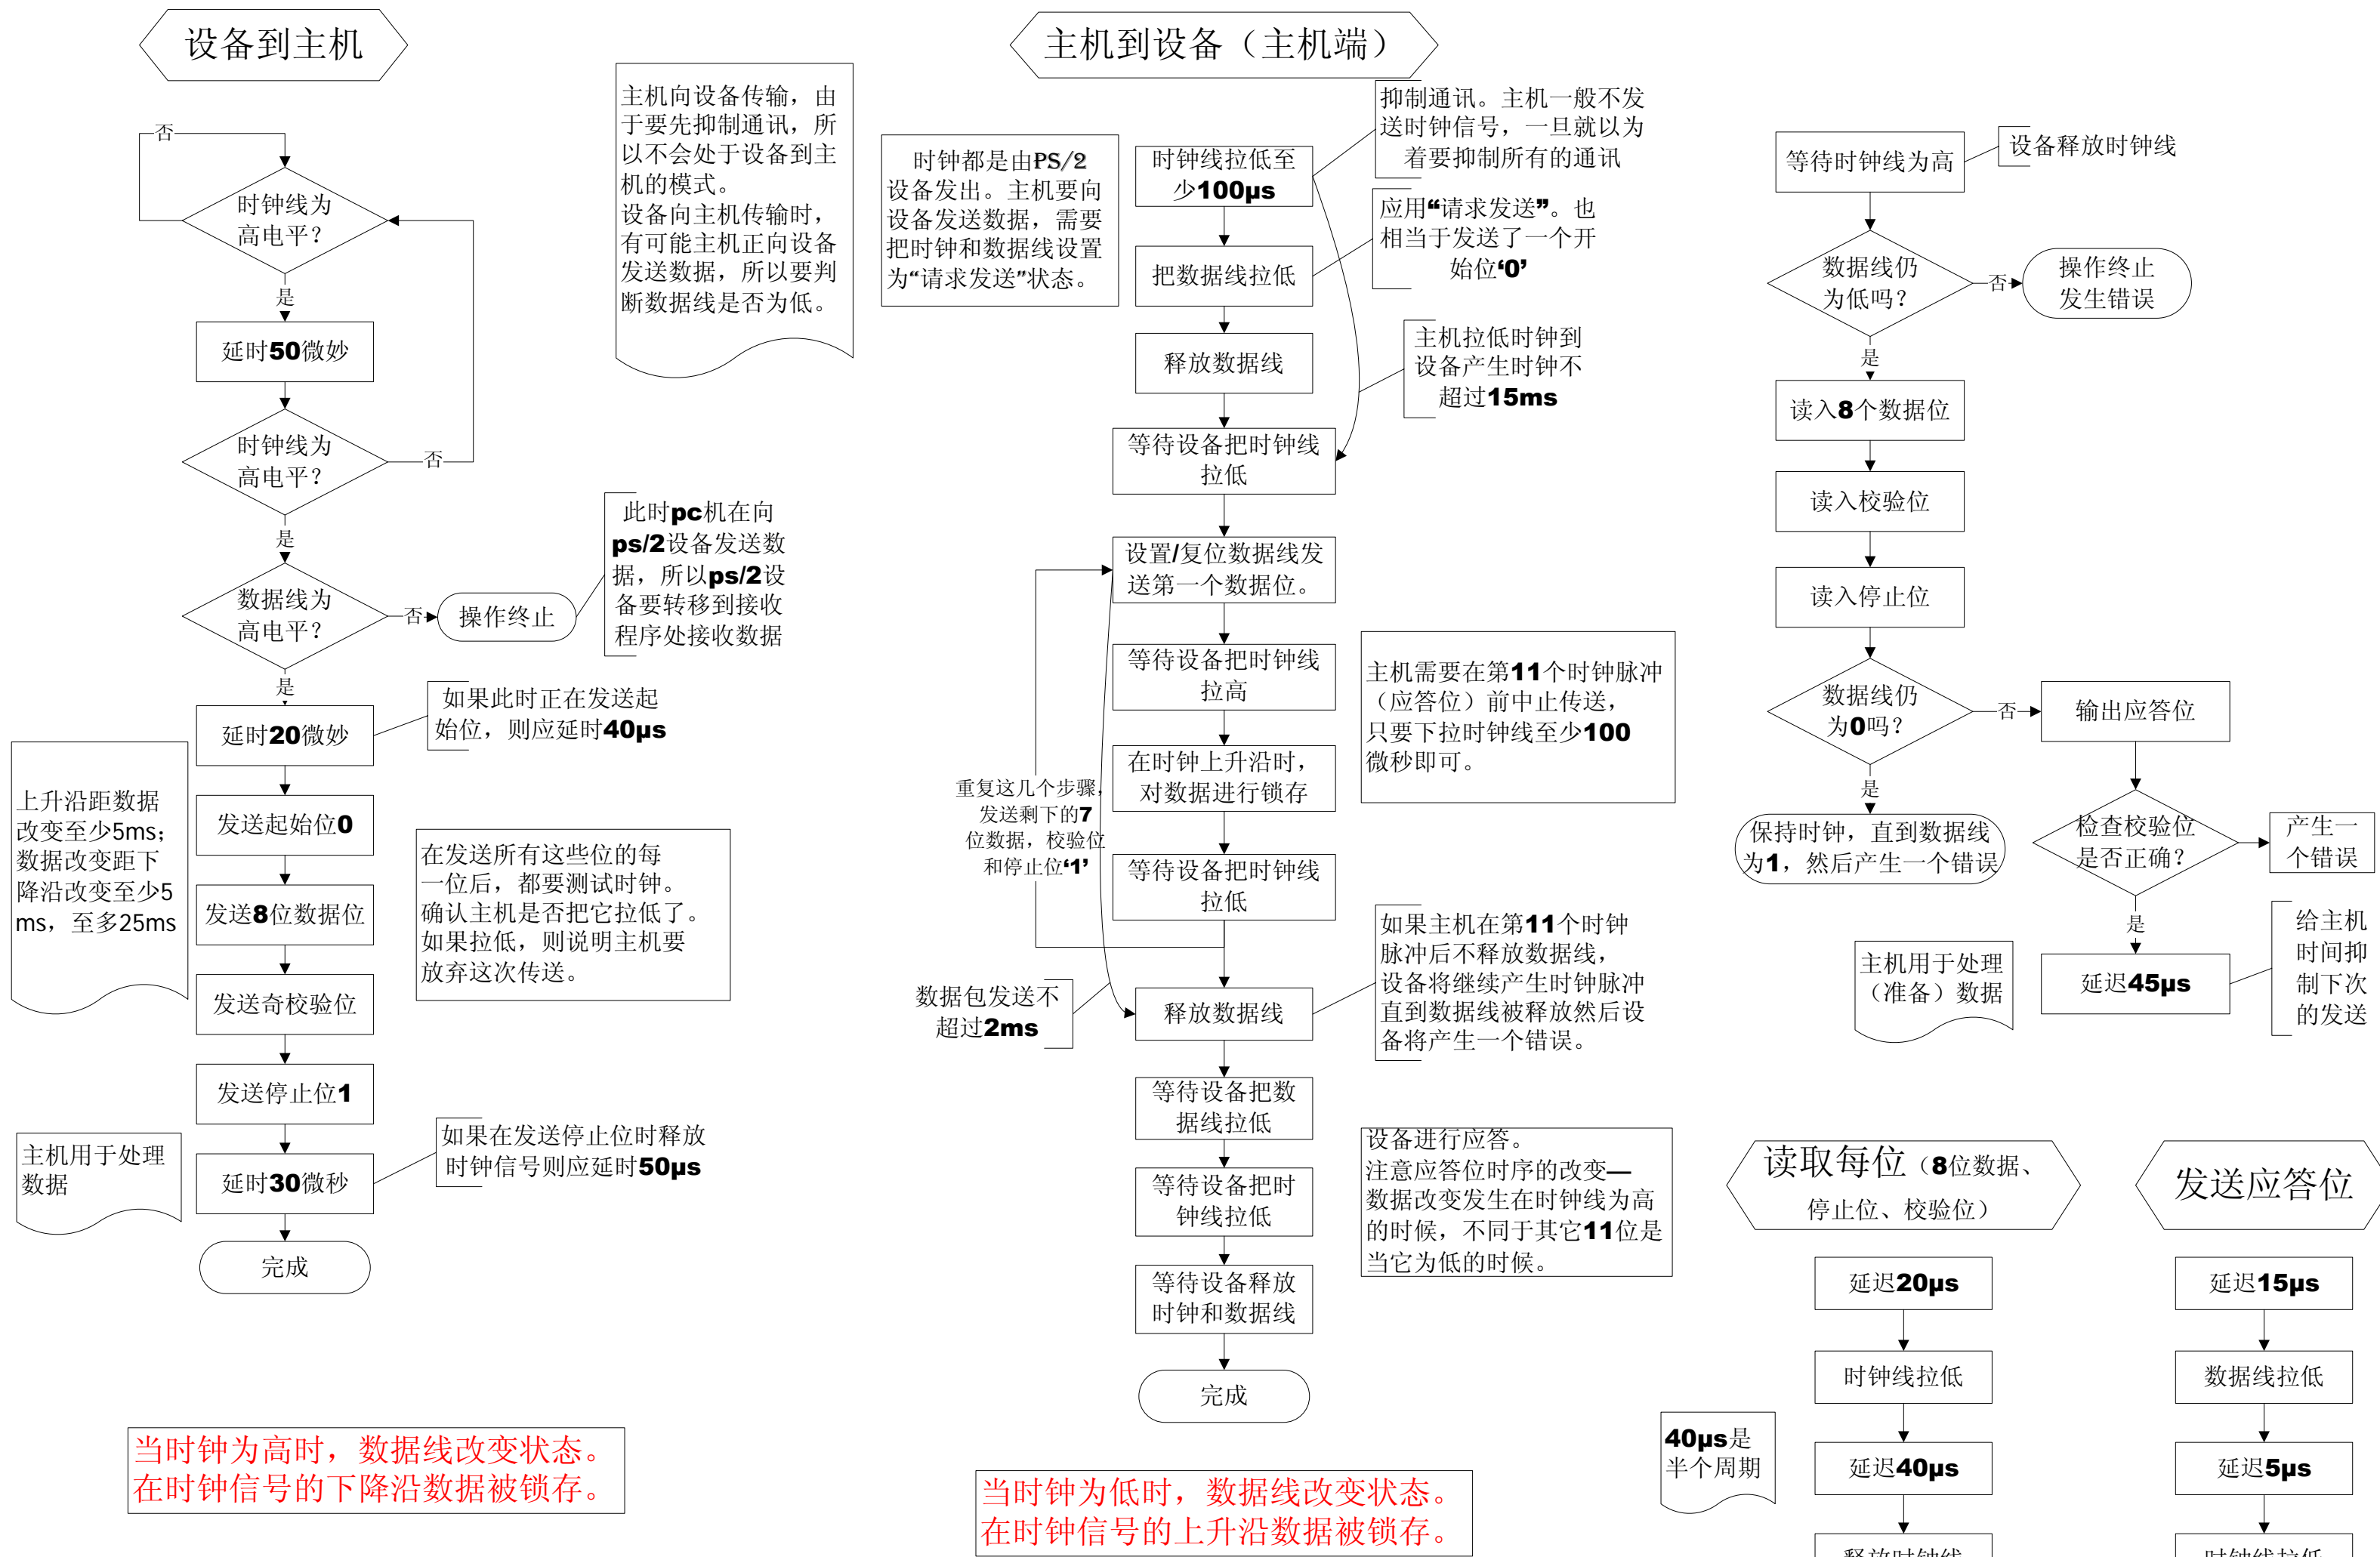 设备到主机
否
时钟线为
高电平？
是
延时50微妙
时钟线为
高电平？
否
是
数据线为
高电平？
否
操作终止
此时pc机在向
ps/2设备发送数
据，所以ps/2设
备要转移到接收
程序处接收数据
是
延时20微妙
如果此时正在发送起
始位，则应延时40μs
上升沿距数据
改变至少5ms；
数据改变距下
降沿改变至少5
ms，至多25ms
发送起始位0
发送8位数据位
在发送所有这些位的每
一位后，都要测试时钟。
确认主机是否把它拉低了。
如果拉低，则说明主机要
放弃这次传送。
发送奇校验位
发送停止位1
主机用于处理
数据
延时30微秒
如果在发送停止位时释放
时钟信号则应延时50μs
完成
当时钟为高时，数据线改变状态。
在时钟信号的下降沿数据被锁存。
主机向设备传输，由
于要先抑制通讯，所
以不会处于设备到主
机的模式。
设备向主机传输时，
有可能主机正向设备
发送数据，所以要判
断数据线是否为低。
主机到设备（主机端）
时钟都是由PS/2
设备发出。主机要向
设备发送数据，需要
把时钟和数据线设置
为“请求发送”状态。
时钟线拉低至
少100μs
抑制通讯。主机一般不发
送时钟信号，一旦就以为
着要抑制所有的通讯
把数据线拉低
应用“请求发送”。也
相当于发送了一个开
始位‘0’
释放数据线
主机拉低时钟到
设备产生时钟不
超过15ms
等待设备把时钟线
拉低
设置/复位数据线发
送第一个数据位。
等待设备把时钟线
拉高
主机需要在第11个时钟脉冲
（应答位）前中止传送，
只要下拉时钟线至少100
微秒即可。
在时钟上升沿时，
对数据进行锁存
重复这几个步骤，
发送剩下的7
位数据，校验位
和停止位‘1’
等待设备把时钟线
拉低
数据包发送不
超过2ms
释放数据线
如果主机在第11个时钟
脉冲后不释放数据线，
设备将继续产生时钟脉冲
直到数据线被释放然后设
备将产生一个错误。
等待设备把数
据线拉低
等待设备把时
钟线拉低
设备进行应答。
注意应答位时序的改变—
数据改变发生在时钟线为高
的时候，不同于其它11位是
当它为低的时候。
等待设备释放
时钟和数据线
完成
当时钟为低时，数据线改变状态。
在时钟信号的上升沿数据被锁存。
等待时钟线为高
设备释放时钟线
数据线仍
为低吗？
否
操作终止
发生错误
是
读入8个数据位
读入校验位
读入停止位
数据线仍
为0吗？
否
输出应答位
是
保持时钟，直到数据线
为1，然后产生一个错误
检查校验位
是否正确？
产生一
个错误
是
主机用于处理
（准备）数据
延迟45μs
给主机
时间抑
制下次
的发送
读取每位（8位数据、
停止位、校验位）
延迟20μs
时钟线拉低
40μs是
半个周期
延迟40μs
释放时钟线
发送应答位
延迟15μs
数据线拉低
延迟5μs
时钟线拉低